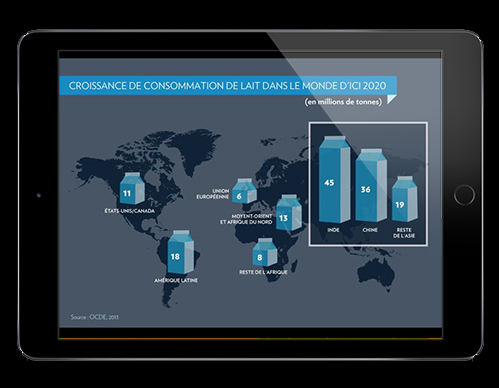 CROISSANCE DE CONSOMMATION DE LAIT DANS LE MONDE D'ICI 2020
(en millions de tonnes)
11
ÉTATS-UNIS/CANADA
UNION
EUROPÉENNE
6
MOYENT-ORIENT
ET AFRIQUE DU NORD
13
45
INDE
36
CHINE
19
RESTE
DE L'ASIE
18
AMÉRIQUE LATINE
8
RESTE DE L'AFRIQUE
Source : OCDE, 2013